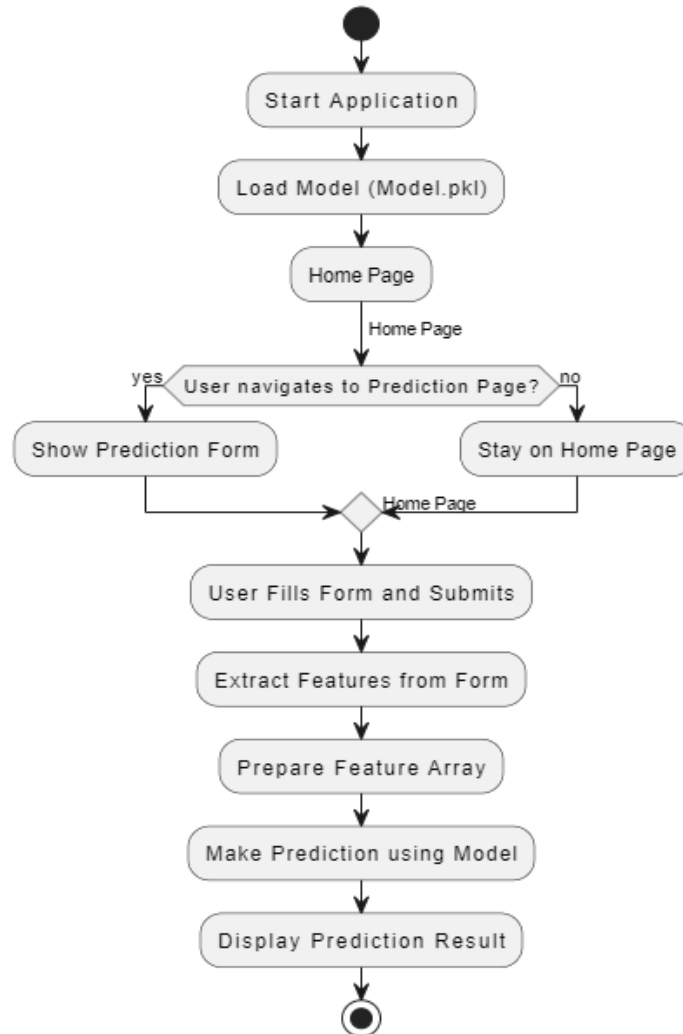 Start Application
Load Model (Model.pkl)
Home Page
Home Page
yes
User navigates to Prediction Page?
no
Show Prediction Form
Stay on Home Page
Home Page
User Fills Form and Submits
Extract Features from Form
Prepare Feature Array
Make Prediction using Model
Display Prediction Result